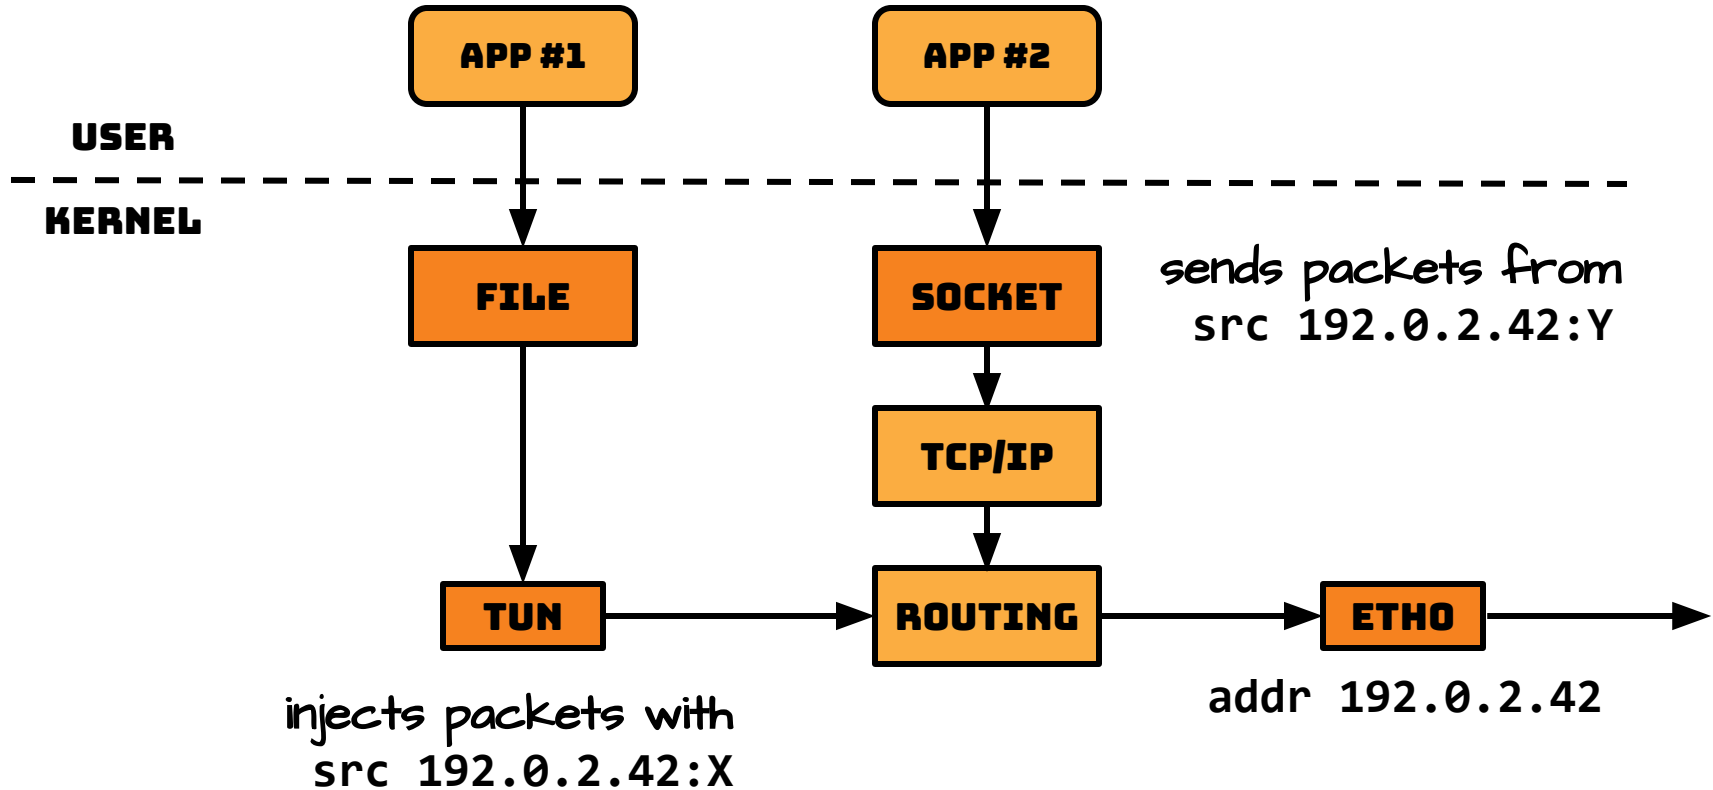 APP #1
APP #2
USER
KERNEL
FILE
SOCKET
sends packets from
src 192.0.2.42:Y
TCP/IP
TUN
ROUTING
ETH0
injects packets with
src 192.0.2.42:X
addr 192.0.2.42